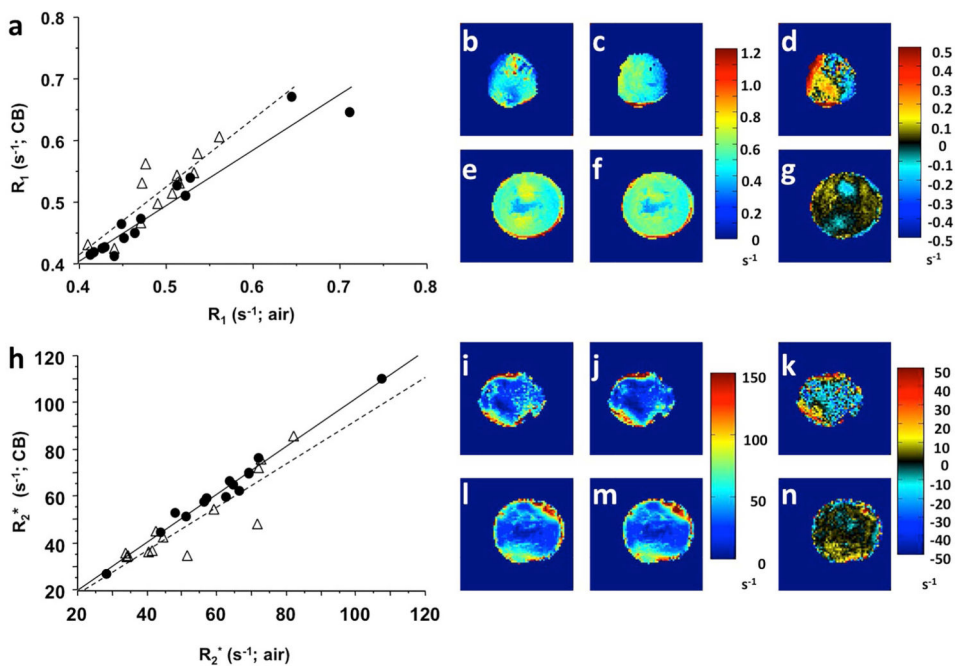 a
0.8
0.7
0.6
0.5
0.4
R1 (s-1; CB)
0.4 0.5 0.6 0.7 0.8
R1 (s-1; air)
b c d
e f g
1.2
1.0
0.8
0.6
0.4
0.2
0
s-1
0.5
0.4
0.3
0.2
0.1
0
-0.1
-0.2
-0.3
-0.4
-0.5
s-1
h
120
100
80
60
40
20
R2* (s-1; CB)
20 40 60 80 100 120
R2* (s-1; air)
i j k
l m n
150
100
50
0
s-1
50
40
30
20
10
0
-10
-20
-30
-40
-50
s-1